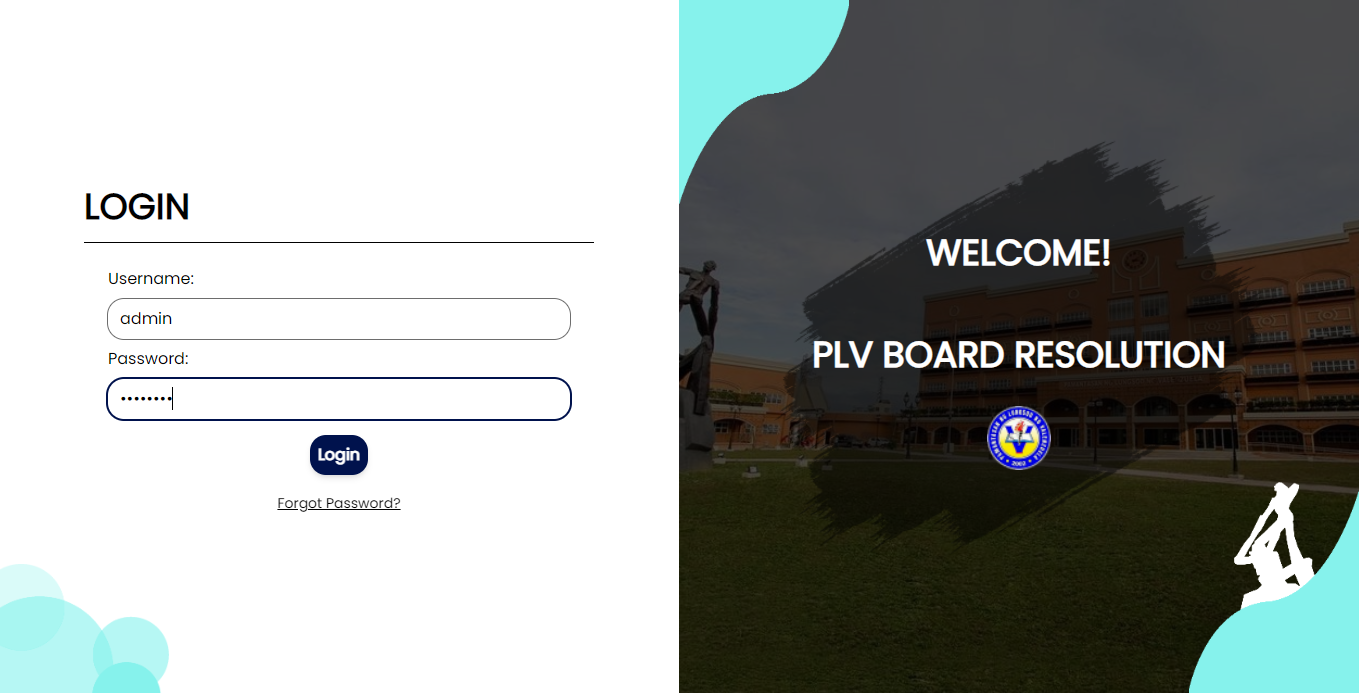 LOGIN
Username:
admin
Password:
••••••••
Login
Forgot Password?
WELCOME!
PLV BOARD RESOLUTION
PAMANTASAN NG LUNGSOD NG VALENZUELA
2002